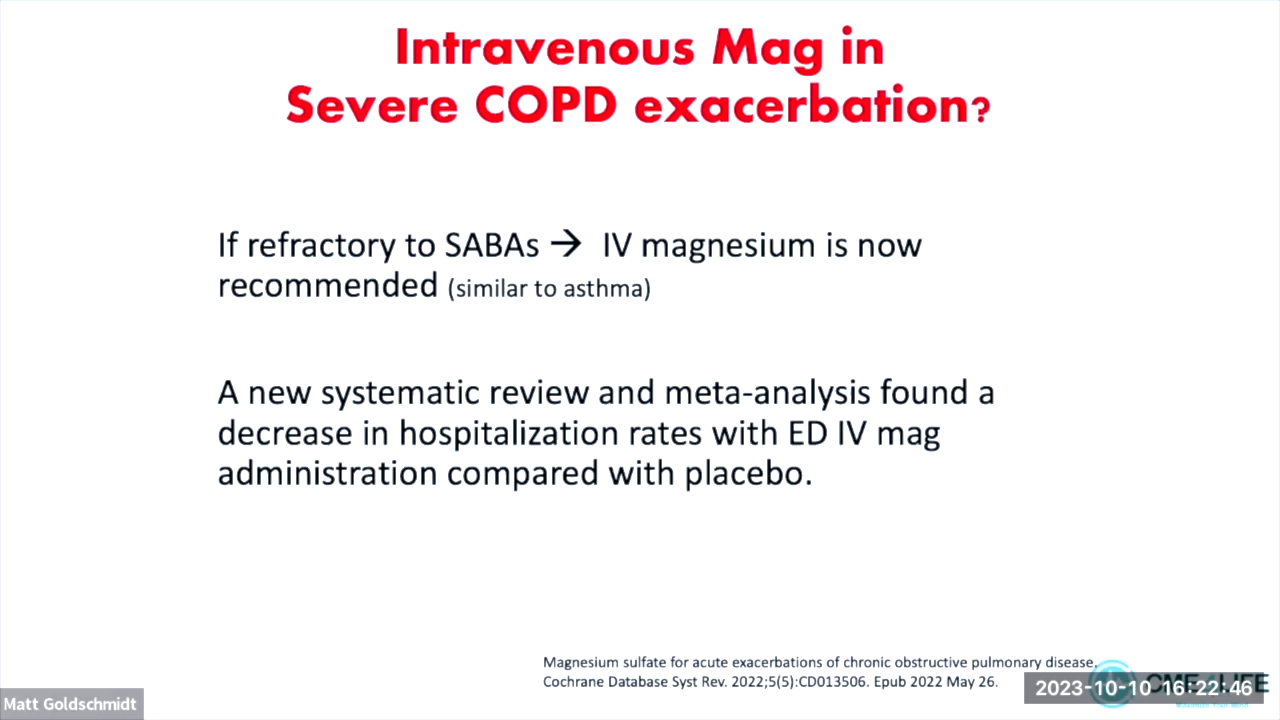 Intravenous Mag in
Severe COPD exacerbation?
If refractory to SABAs → IV magnesium is now
recommended (similar to asthma)
A new systematic review and meta-analysis found a
decrease in hospitalization rates with ED IV mag
administration compared with placebo.
Magnesium sulfate for acute exacerbations of chronic obstructive pulmonary disease.
Cochrane Database Syst Rev. 2022;5(5):CD013506. Epub 2022 May 26.
2023-10-10 16:22:46
Matt Goldschmidt